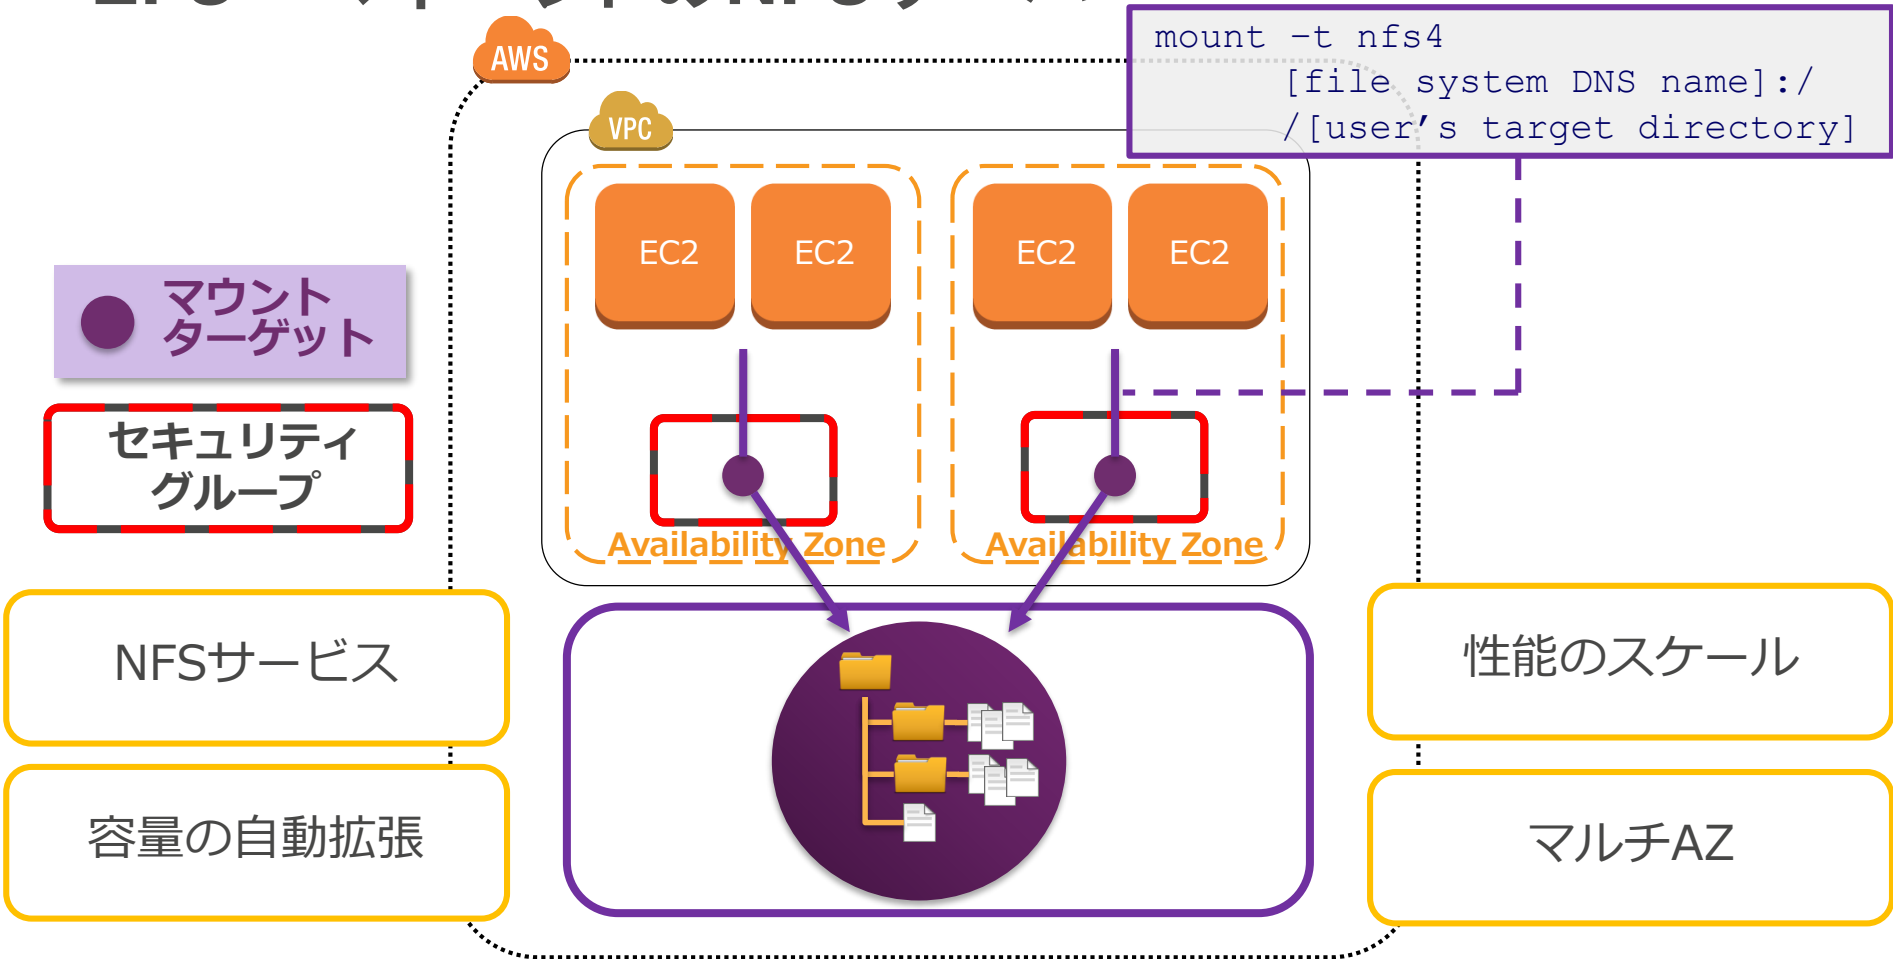 AWS
mount –t nfs4
[file system DNS name]:/
/[user's target directory]
VPC
EC2
EC2
EC2
EC2
マウント
ターゲット
セキュリティ
グループ
Availability Zone
Availability Zone
NFSサービス
性能のスケール
容量の自動拡張
マルチAZ